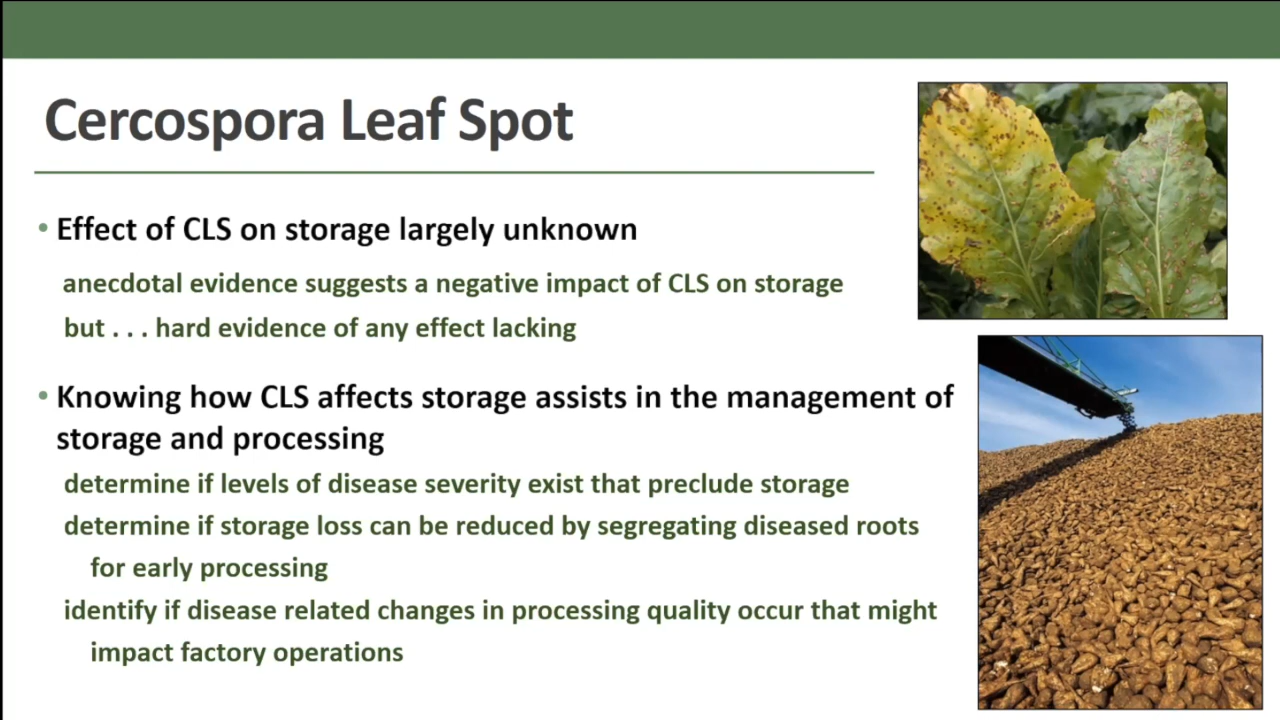 Cercospora Leaf Spot
• Effect of CLS on storage largely unknown
anecdotal evidence suggests a negative impact of CLS on storage
but . . . hard evidence of any effect lacking
• Knowing how CLS affects storage assists in the management of
storage and processing
determine if levels of disease severity exist that preclude storage
determine if storage loss can be reduced by segregating diseased roots
for early processing
identify if disease related changes in processing quality occur that might
impact factory operations